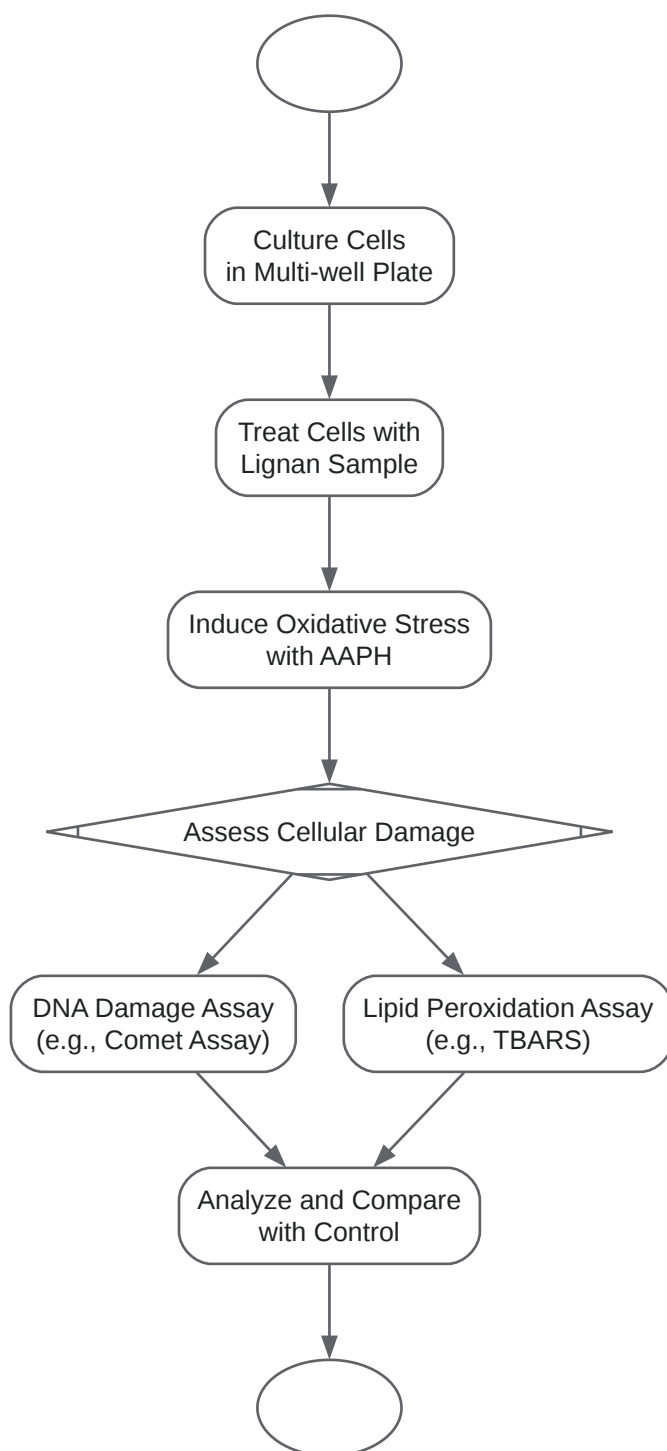 Culture Cells
in Multi-well Plate
Treat Cells with
Lignan Sample
Induce Oxidative Stress
with AAPH
Assess Cellular Damage
DNA Damage Assay
(e.g., Comet Assay)
Lipid Peroxidation Assay
(e.g., TBARS)
Analyze and Compare
with Control